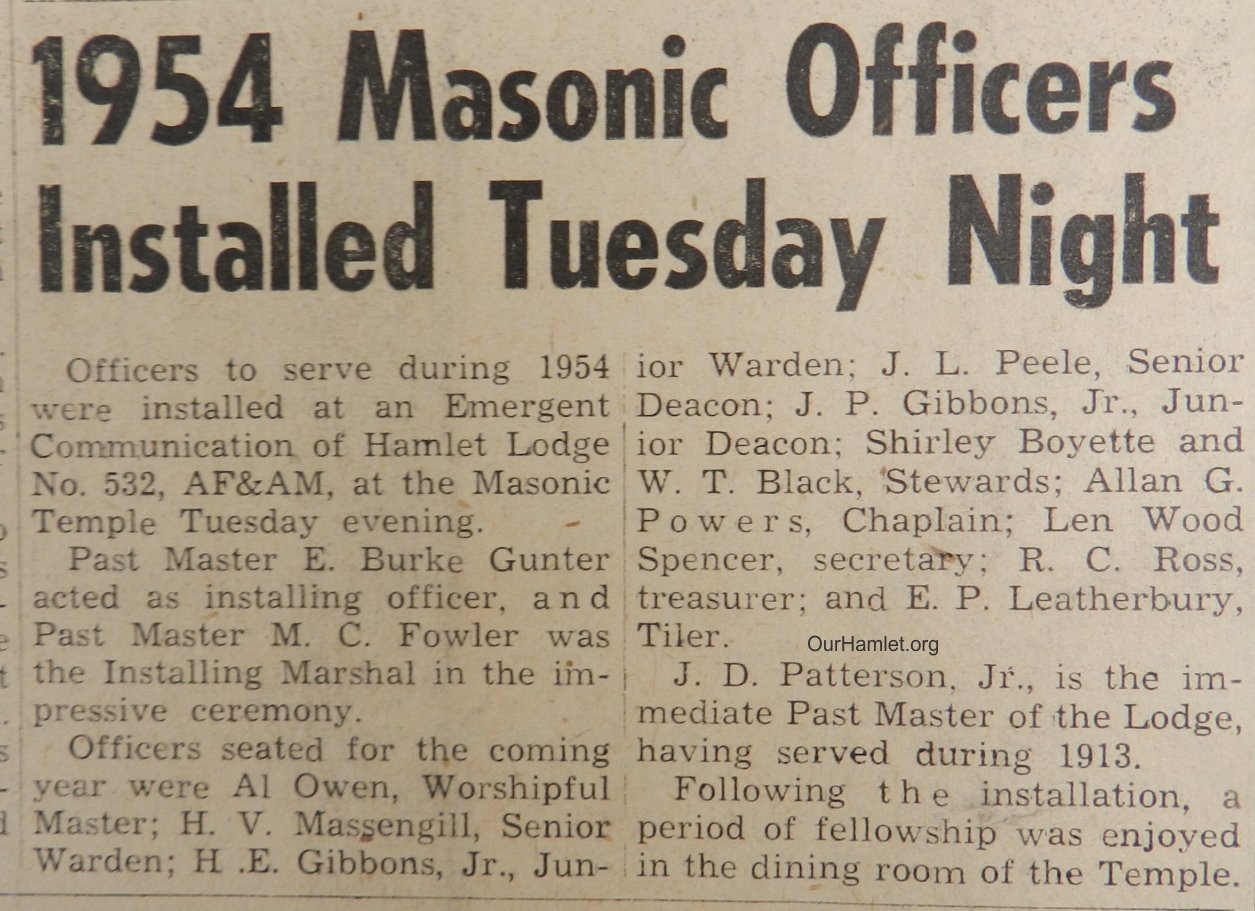 1954 Masonic Officers
Installed Tuesday Night
Officers to serve during 1954
were installed at an Emergent
Communication of Hamlet Lodge
No. 532, AF&AM, at the Masonic
Temple Tuesday evening.
Past Master E. Burke Gunter
acted as installing officer, and
Past Master M. C. Fowler was
the Installing Marshal in the im-
pressive ceremony.
Officers seated for the coming
year were Al Owen, Worshipful
Master; H. V. Massengill, Senior
Warden; H .E. Gibbons, Jr., Jun-
ior Warden; J. L. Peele, Senior
Deacon; J. P. Gibbons, Jr., Jun-
ior Deacon; Shirley Boyette and
W. T. Black, Stewards; Allan G.
Powers, Chaplain; Len Wood
Spencer, secretary; R. C. Ross,
treasurer; and E. P. Leatherbury,
Tiler.
OurHamlet.org
J. D. Patterson, Jr., is the im-
mediate Past Master of the Lodge,
having served during 1913.
Following the installation, a
period of fellowship was enjoyed
in the dining room of the Temple.